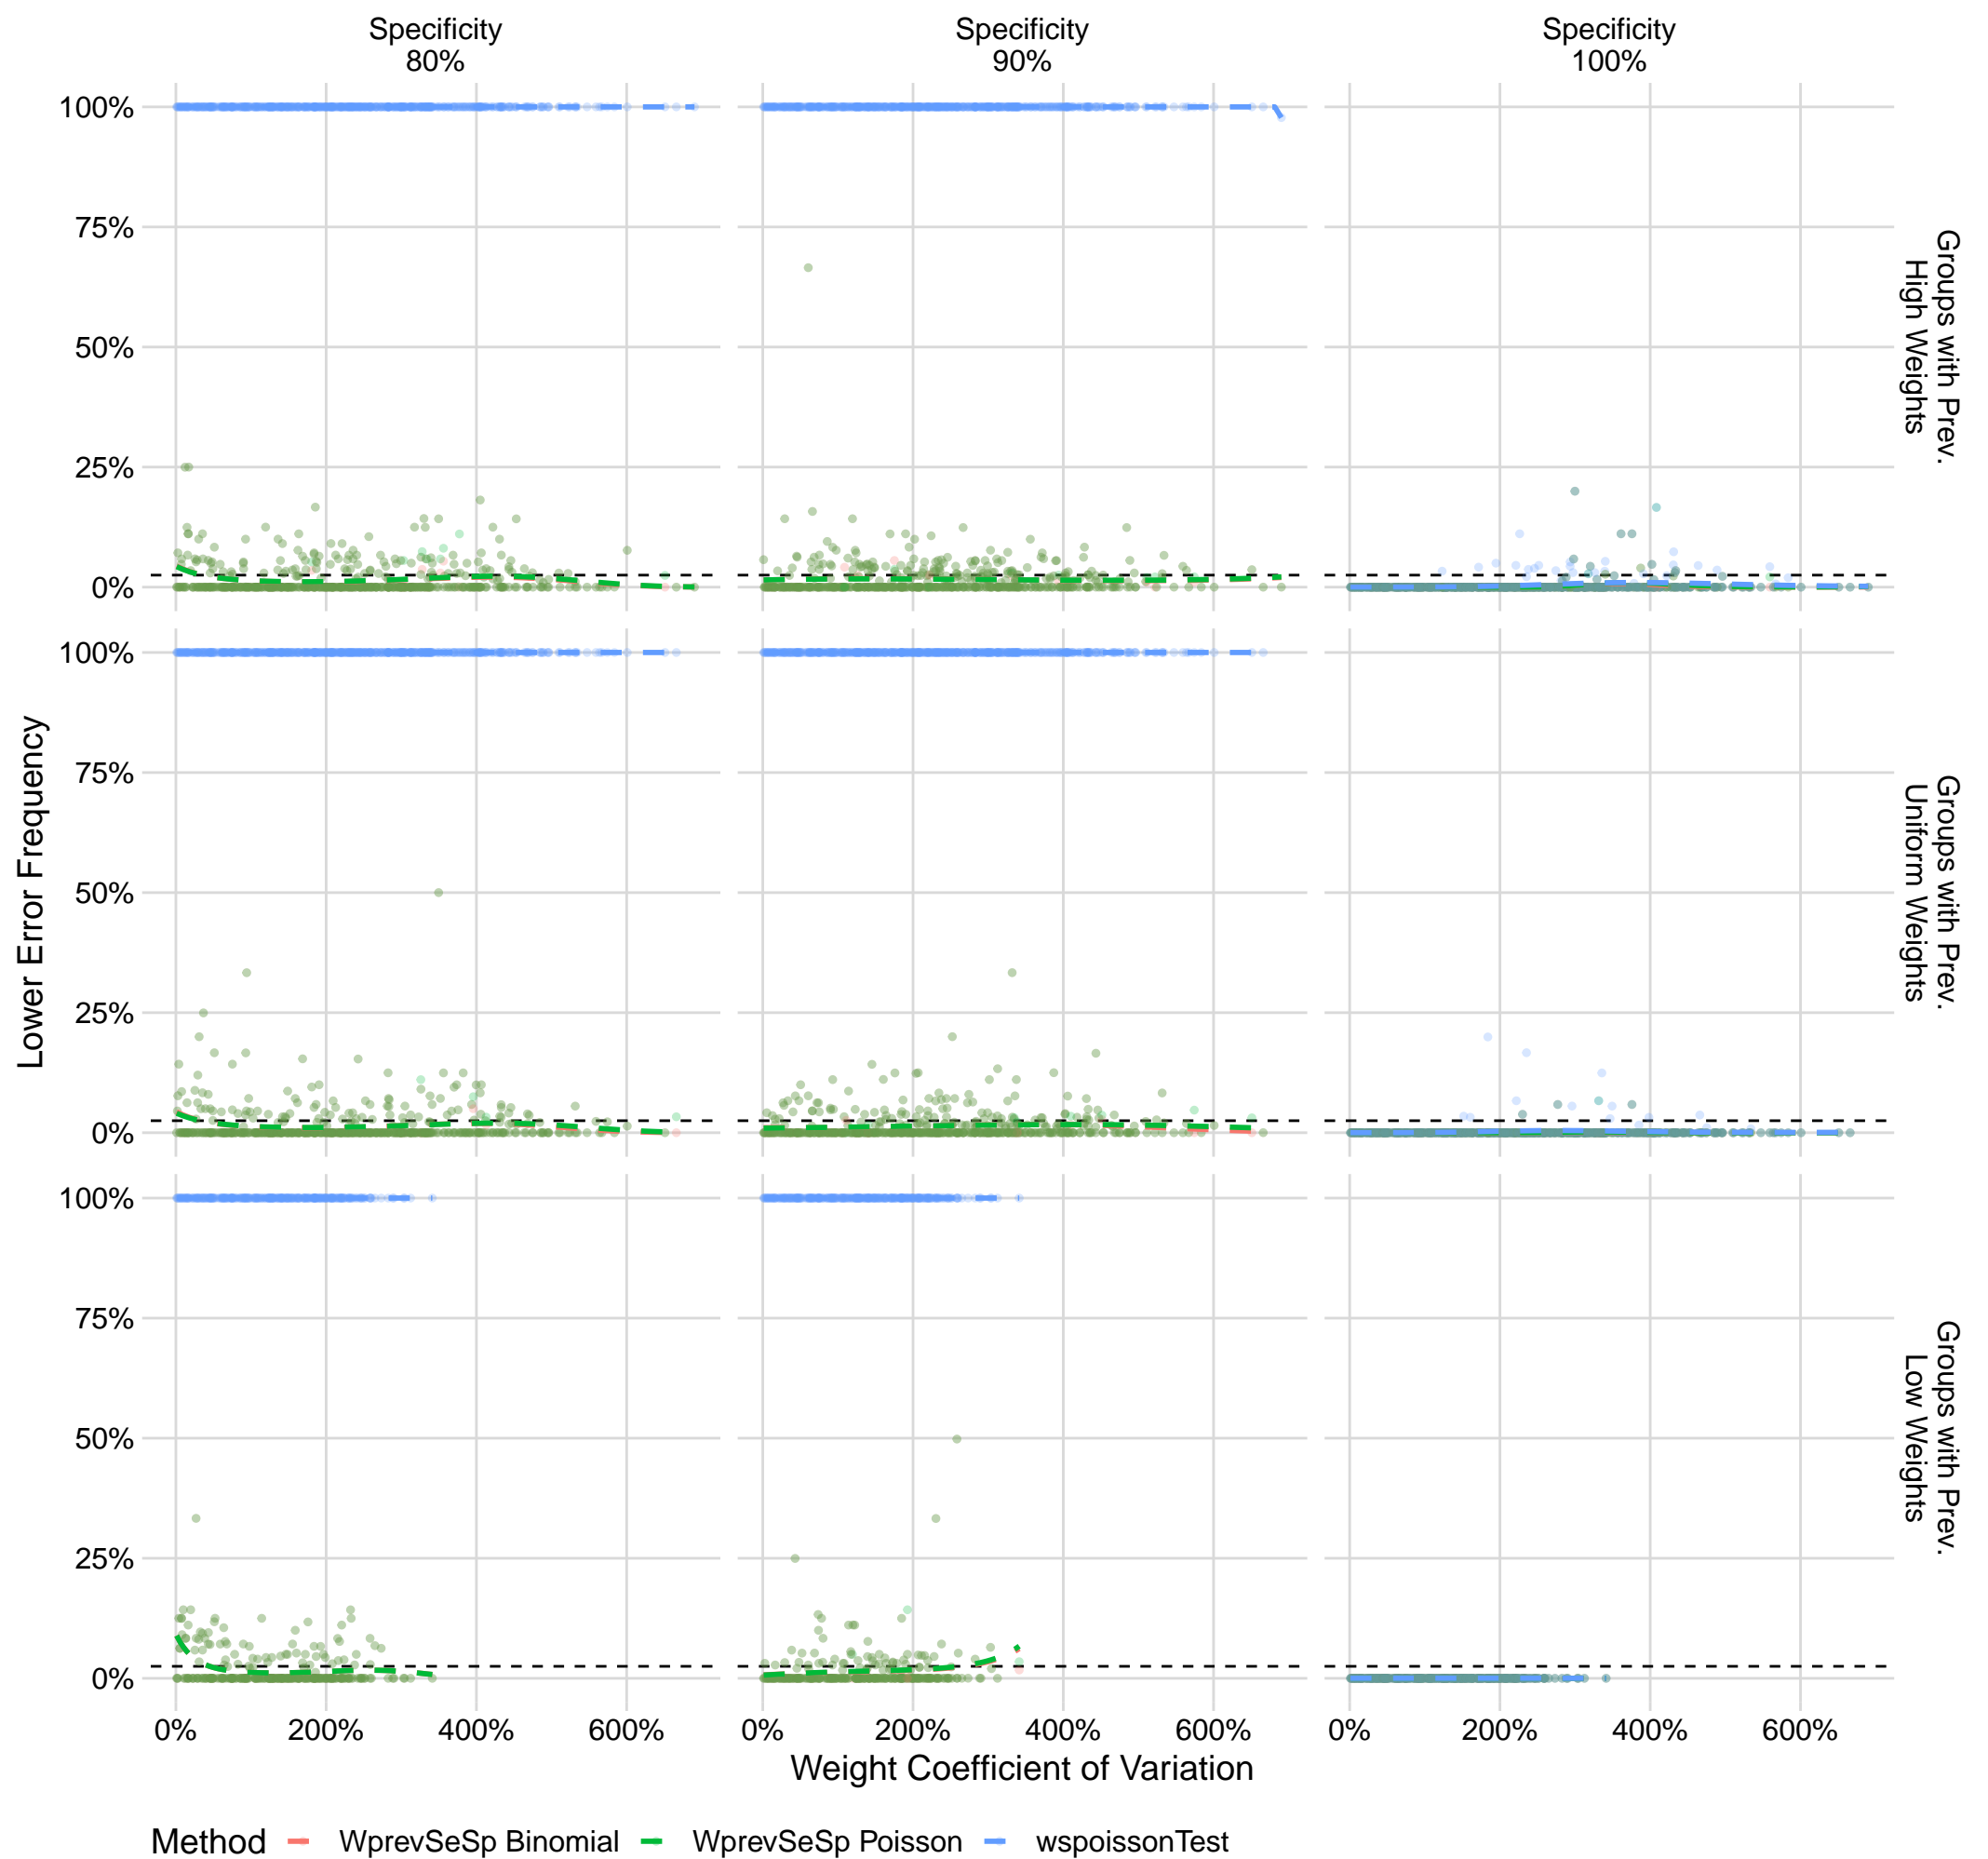 Specificity
80%
Specificity
90%
Specificity
100%
100%
75%
50%
25%
0%
Groups with Prev.
High Weights
100%
75%
50%
25%
0%
Groups with Prev.
Uniform Weights
100%
75%
50%
25%
0%
Groups with Prev.
Low Weights
Lower Error Frequency
0% 200% 400% 600%
0% 200% 400% 600%
0% 200% 400% 600%
Weight Coefficient of Variation
Method WprevSeSp Binomial WprevSeSp Poisson wspoissonTest